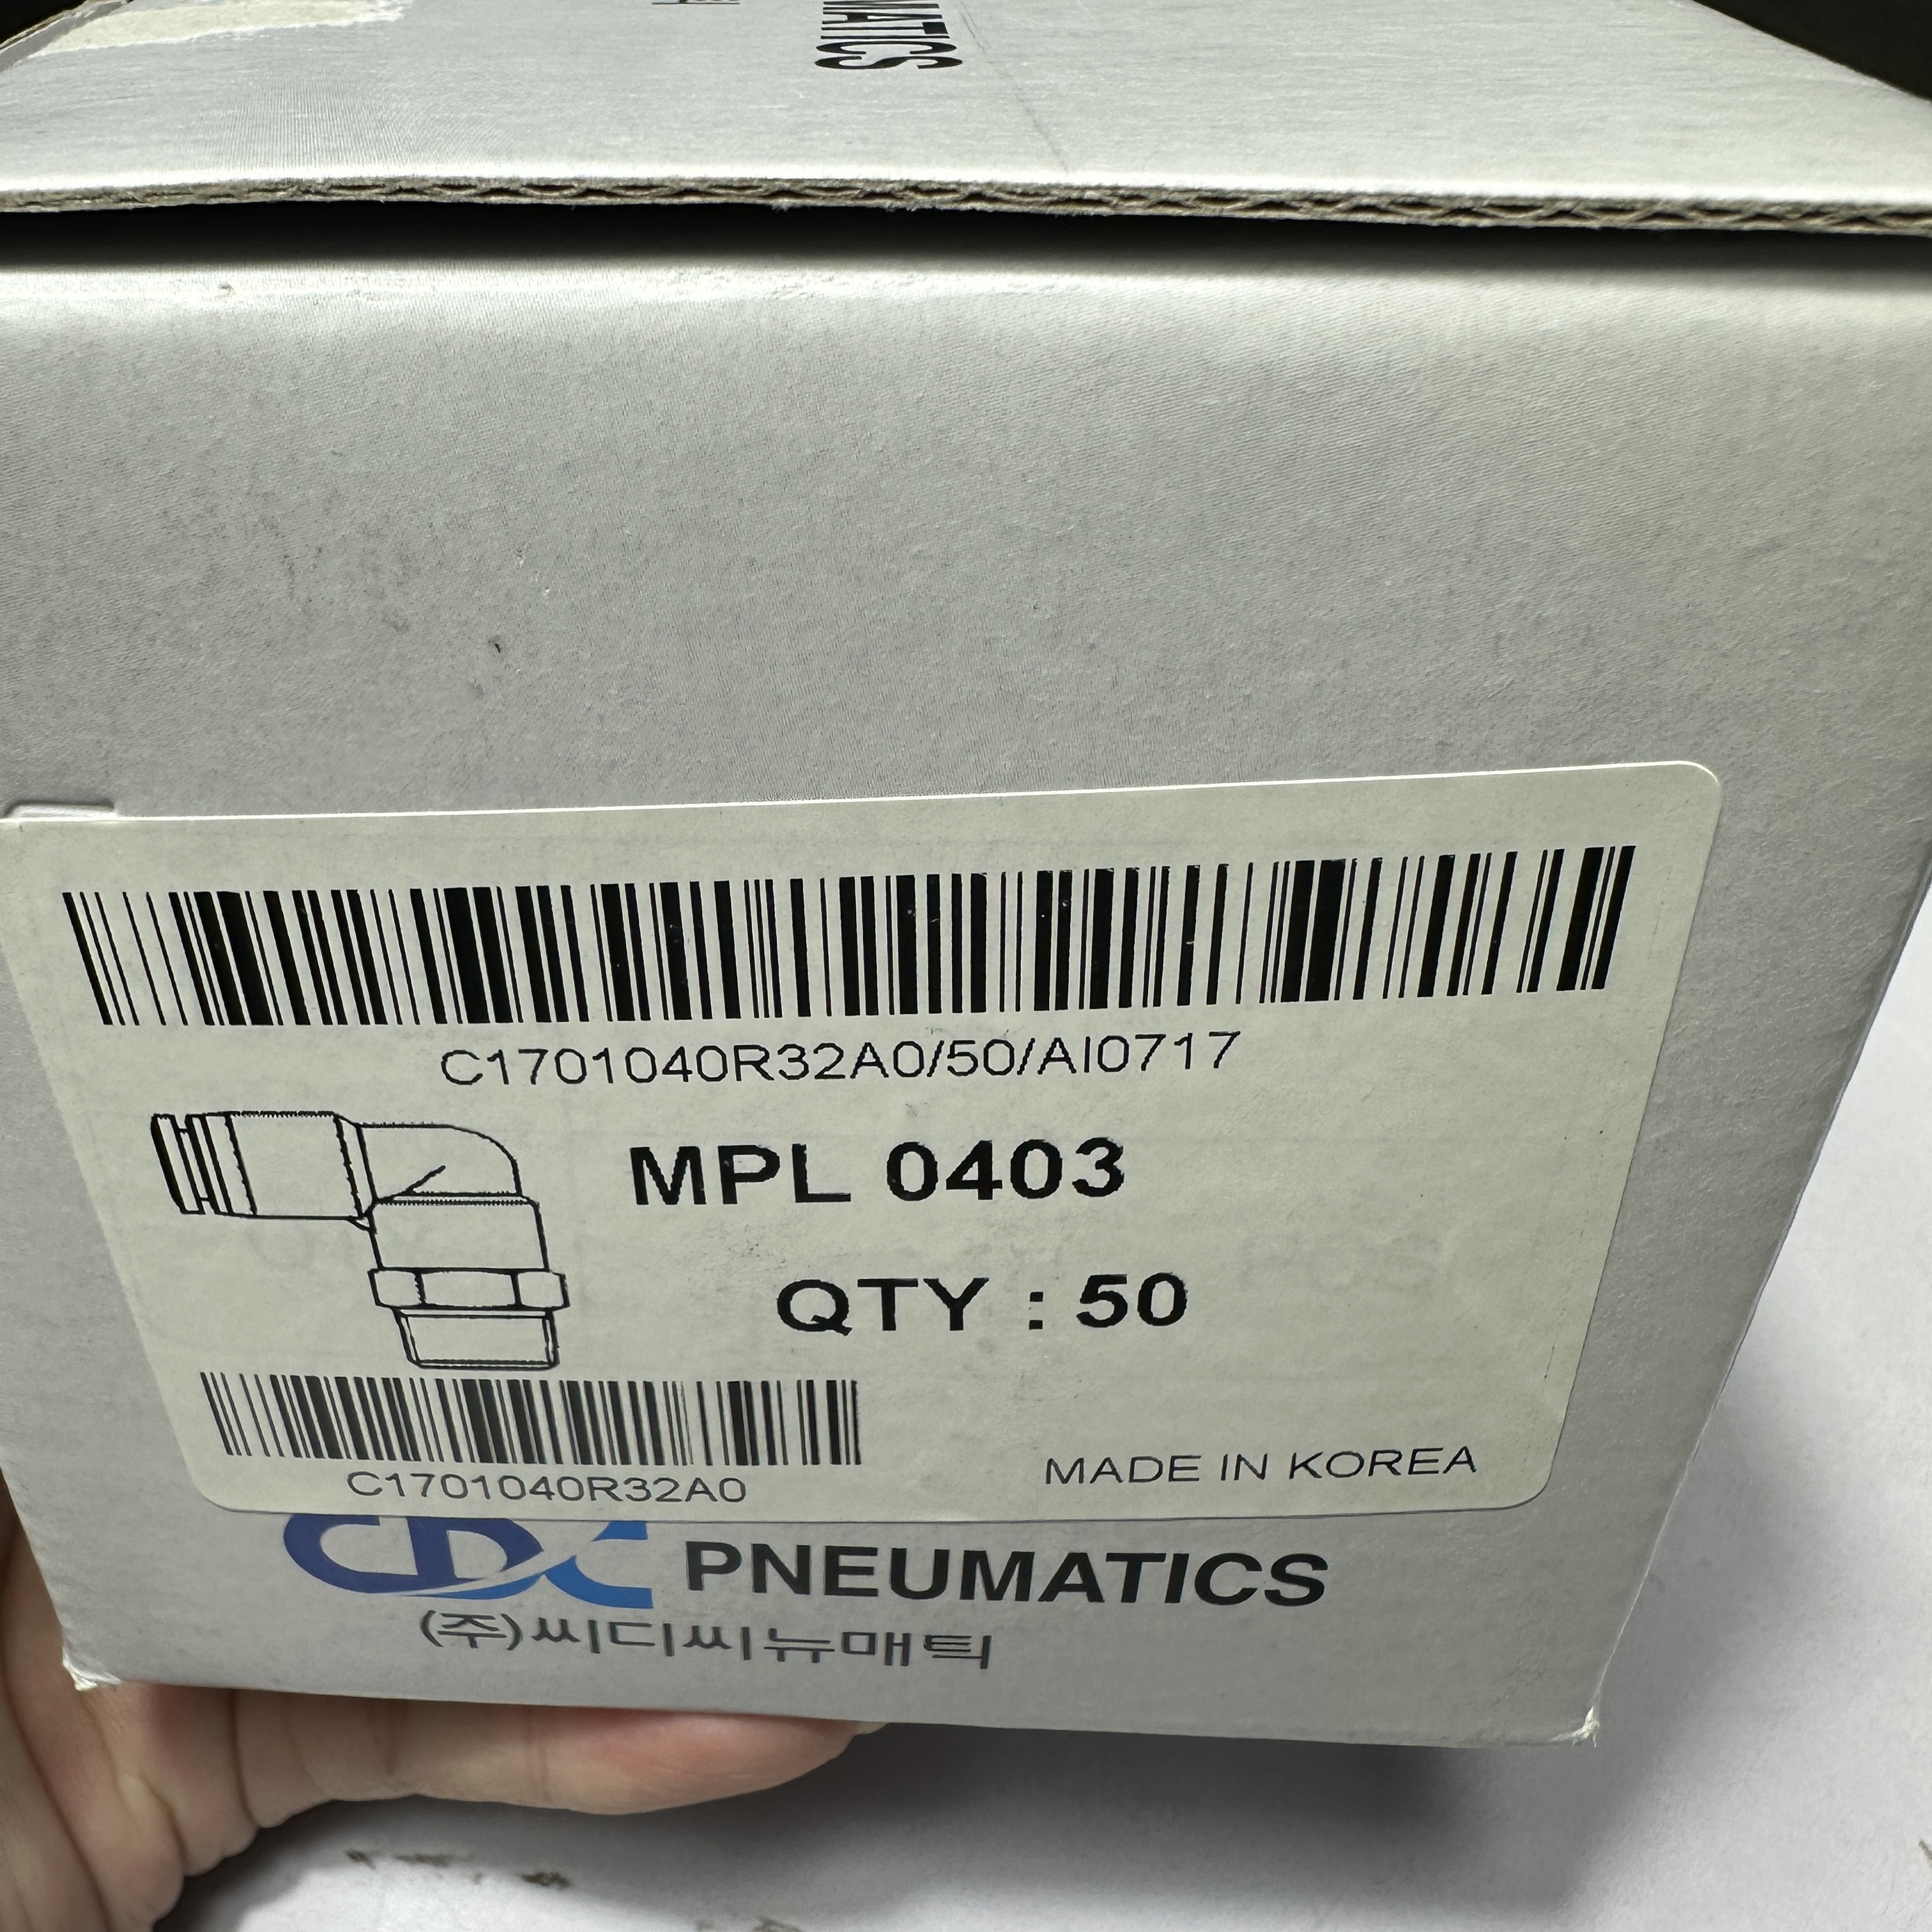 MATICS
C1701040R32A0/50/AI0717
MPL 0403
QTY : 50
C1701040R32A0
MADE IN KOREA
CDC PNEUMATICS
(주)씨디씨뉴매틱